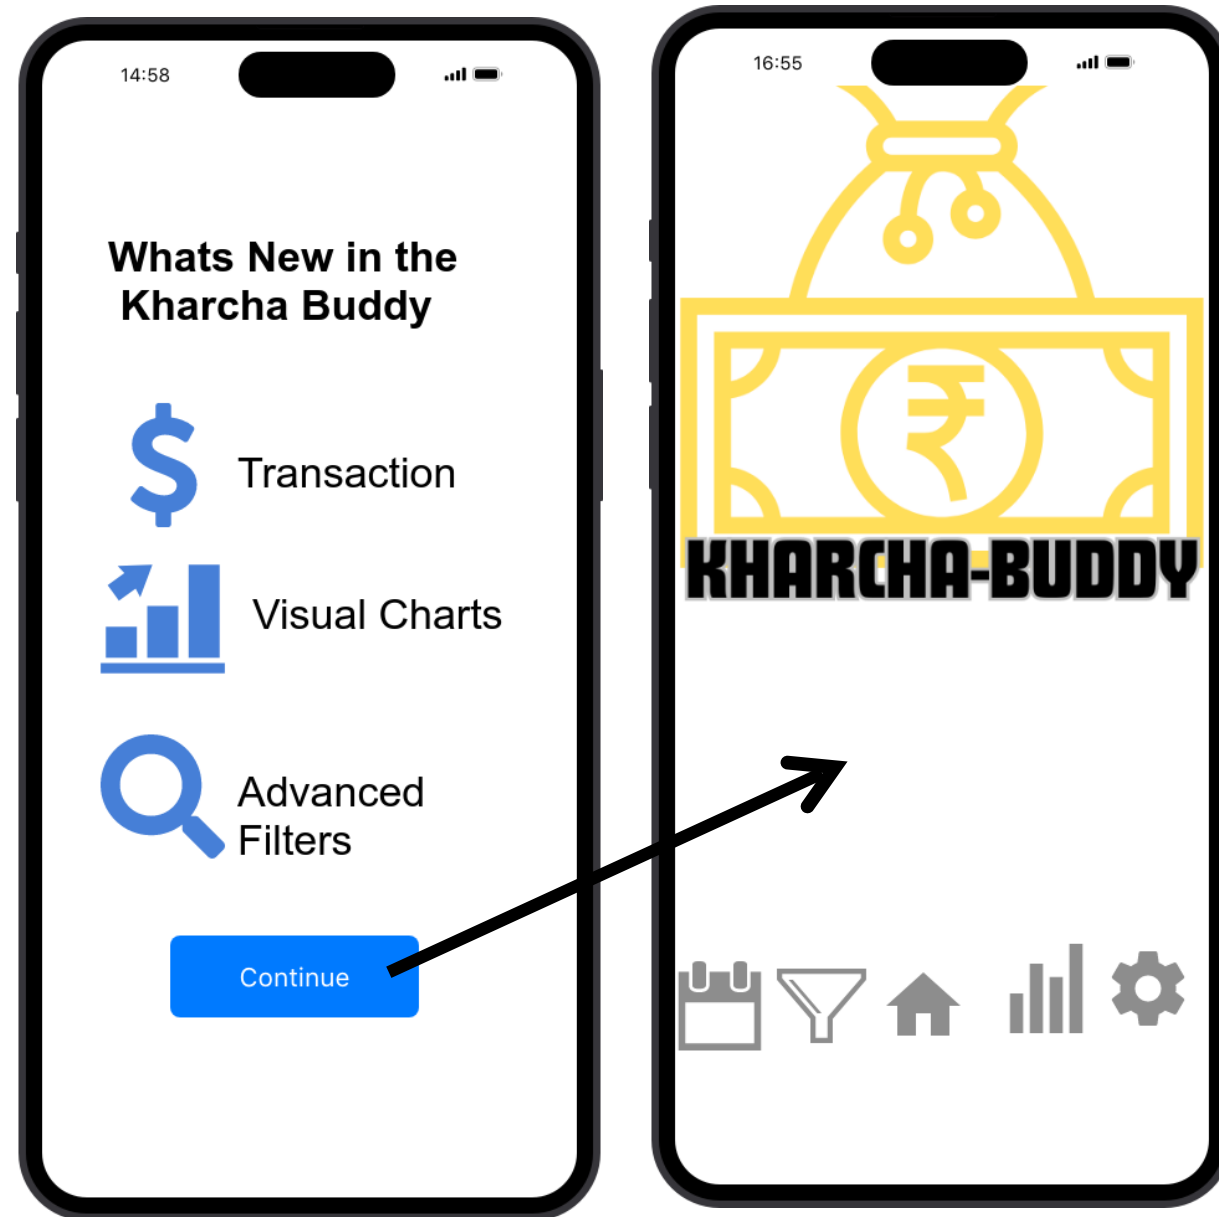 14:58
Whats New in the
Kharcha Buddy
Transaction
Visual Charts
Advanced
Filters
Continue
16:55
₹
KHARCHA-BUDDY